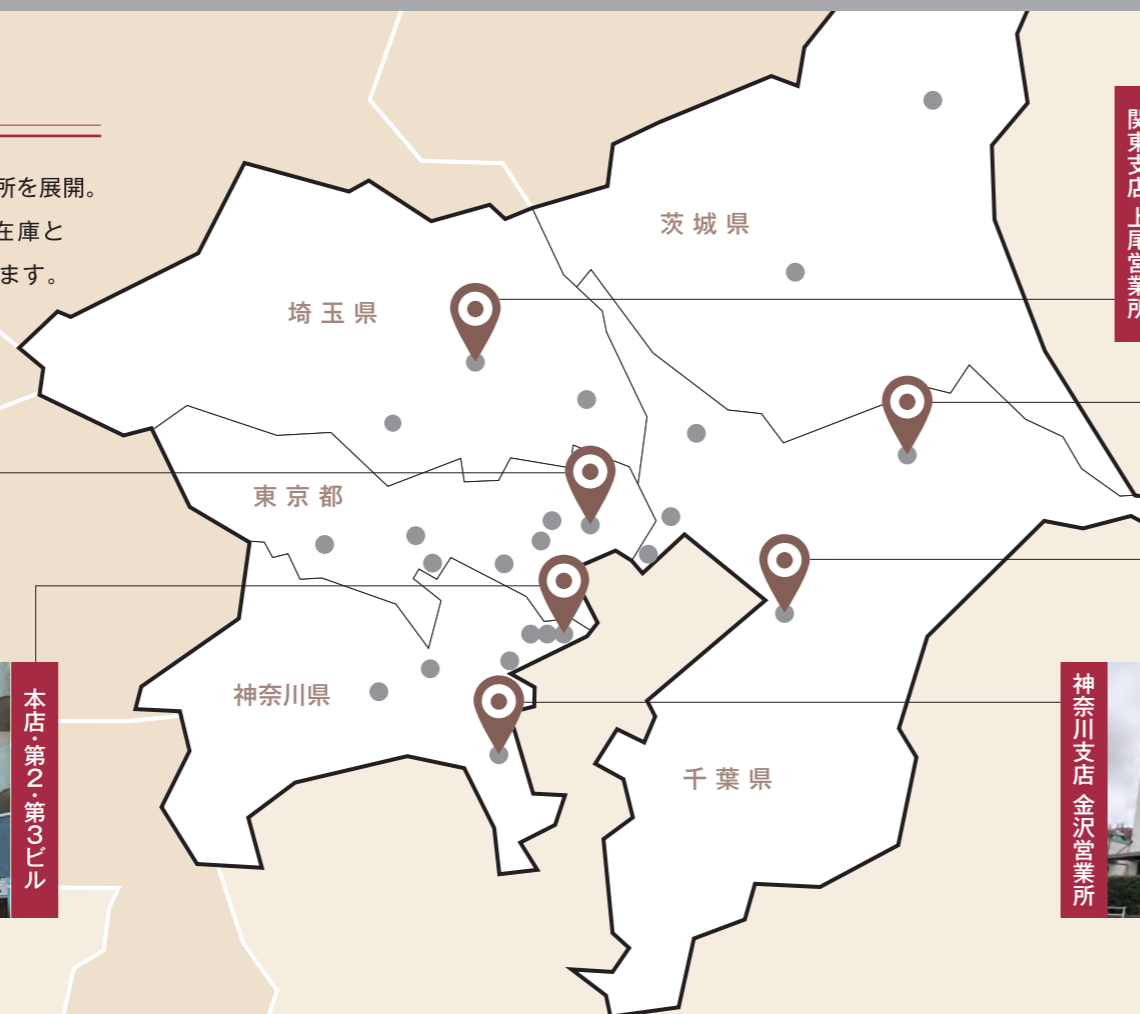 所を展開。
在庫と
ます。
茨城県
埼玉県
東京都
神奈川県
千葉県
関東支店 上尾営業所
本店・第2・第3ビル
神奈川支店 金沢営業所